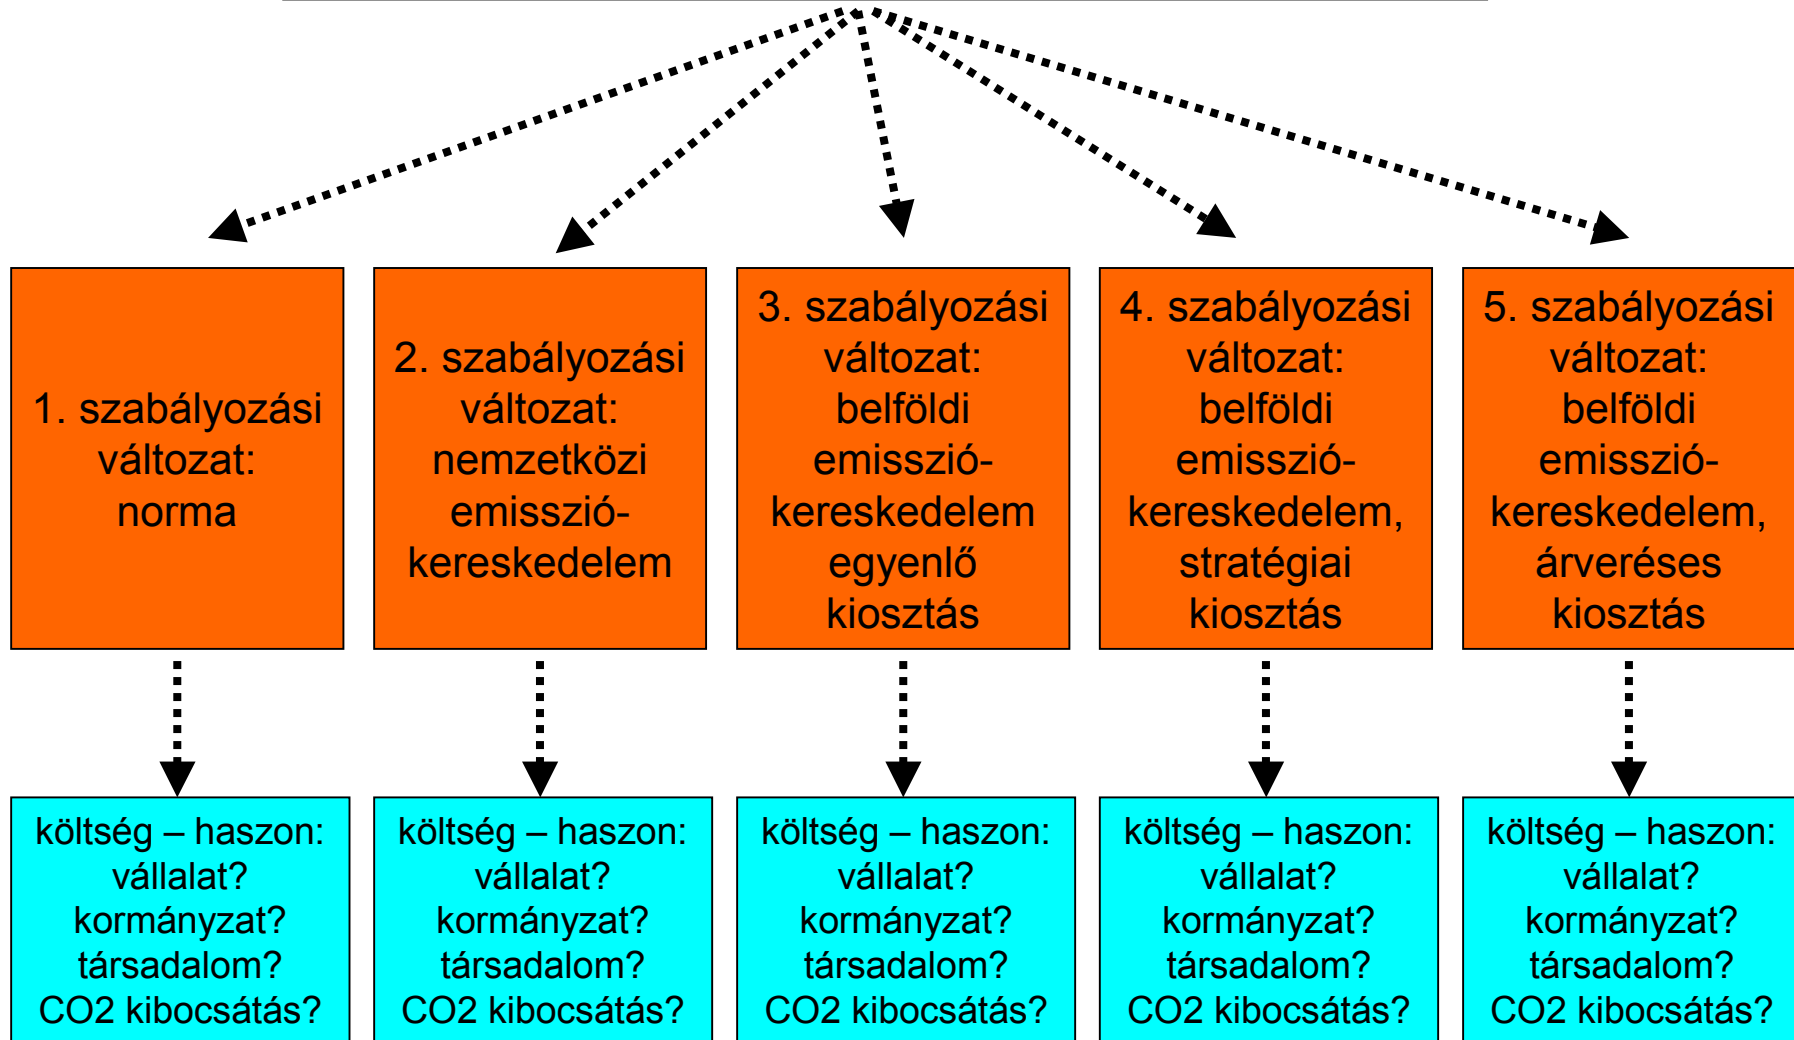 1. szabályozási
változat:
norma
2. szabályozási
változat:
nemzetközi
emisszió-
kereskedelem
3. szabályozási
változat:
belföldi
emisszió-
kereskedelem
egyenlő
kiosztás
4. szabályozási
változat:
belföldi
emisszió-
kereskedelem,
stratégiai
kiosztás
5. szabályozási
változat:
belföldi
emisszió-
kereskedelem,
árveréses
kiosztás
költség – haszon:
vállalat?
kormányzat?
társadalom?
CO2 kibocsátás?
költség – haszon:
vállalat?
kormányzat?
társadalom?
CO2 kibocsátás?
költség – haszon:
vállalat?
kormányzat?
társadalom?
CO2 kibocsátás?
költség – haszon:
vállalat?
kormányzat?
társadalom?
CO2 kibocsátás?
költség – haszon:
vállalat?
kormányzat?
társadalom?
CO2 kibocsátás?